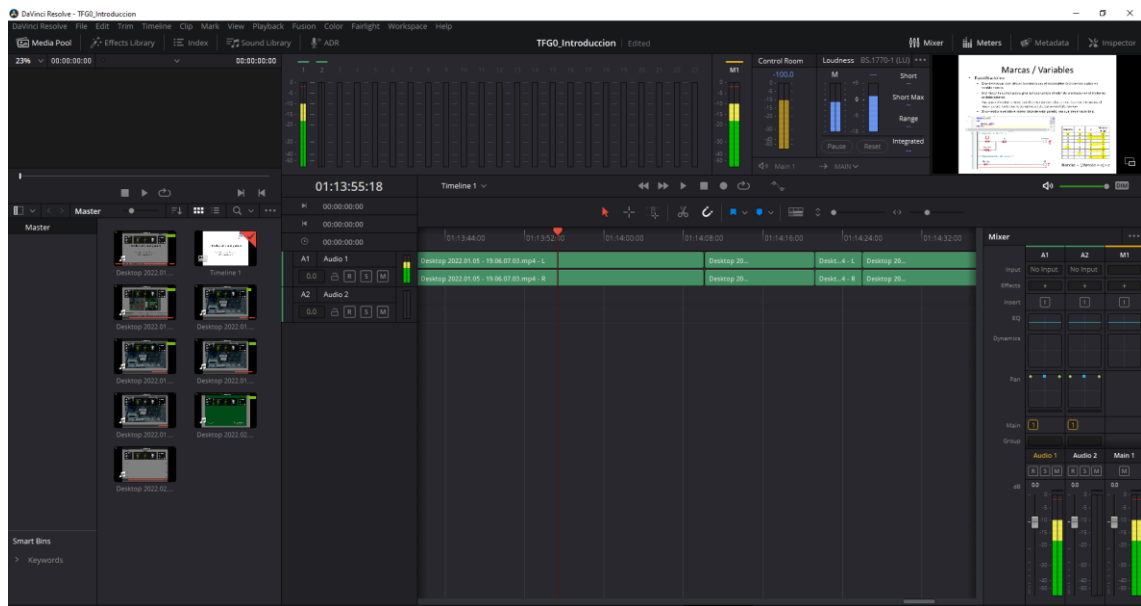 DaVinci Resolve - TFG0_Introduccion
DaVinci Resolve File Edit Trim Timeline Clip Mark View Playback Fusion Color Fairlight Workspace Help
Media Pool Effects Library Index Sound Library ADR TFG0_Introduccion Edited Mixer Meters Metadata Inspector
23% 00:00:00:00 00:00:00:00
1 2 M1
Control Room Loudness BS.1770-1 (LU)
-100.0 M Short
Short Max
Range
Integrated
Pause Reset
Main 1 MAIN
Marcas / Variables
01:13:55:18 Timeline 1 DIM
00:00:00:00
00:00:00:00
00:00:00:00
Master
Master
01:13:44:00 01:13:52:00 01:14:00:00 01:14:08:00 01:14:16:00 01:14:24:00 01:14:32:00
Mixer
A1 Audio 1
0.0 R S M
A2 Audio 2
0.0 R S M
Desktop 2022.01.05 - 19.06.07.03.mp4 - L Desktop 20... Deskt...4 - L Desktop 20...
Desktop 2022.01.05 - 19.06.07.03.mp4 - R Desktop 20... Deskt...4 - R Desktop 20...
Desktop 2022.01... Timeline 1
Desktop 2022.01... Desktop 2022.01...
Desktop 2022.01... Desktop 2022.01...
Desktop 2022.01... Desktop 2022.02...
Desktop 2022.02...
Smart Bins
Keywords
A1 A2 M1
Input No Input No Input
Effects
Insert
EQ
Dynamics
Pan
Main 1 1
Group
Audio 1 Audio 2 Main 1
R S M R S M M
dB 0.0 0.0 0.0